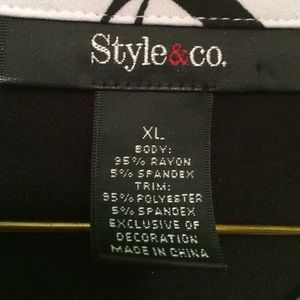 Style&co.
XL
BODY:
95% RAYON
5% SPANDEX
TRIM:
95% POLYESTER
5% SPANDEX
EXCLUSIVE OF
DECORATION
MADE IN CHINA